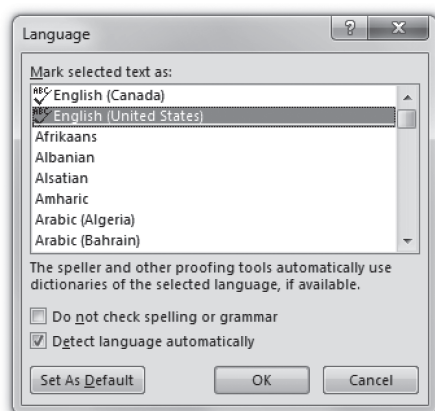 Language
Mark selected text as:
ABC English (Canada)
ABC English (United States)
Afrikaans
Albanian
Alsatian
Amharic
Arabic (Algeria)
Arabic (Bahrain)
The speller and other proofing tools automatically use
dictionaries of the selected language, if available.
Do not check spelling or grammar
Detect language automatically
Set As Default OK Cancel